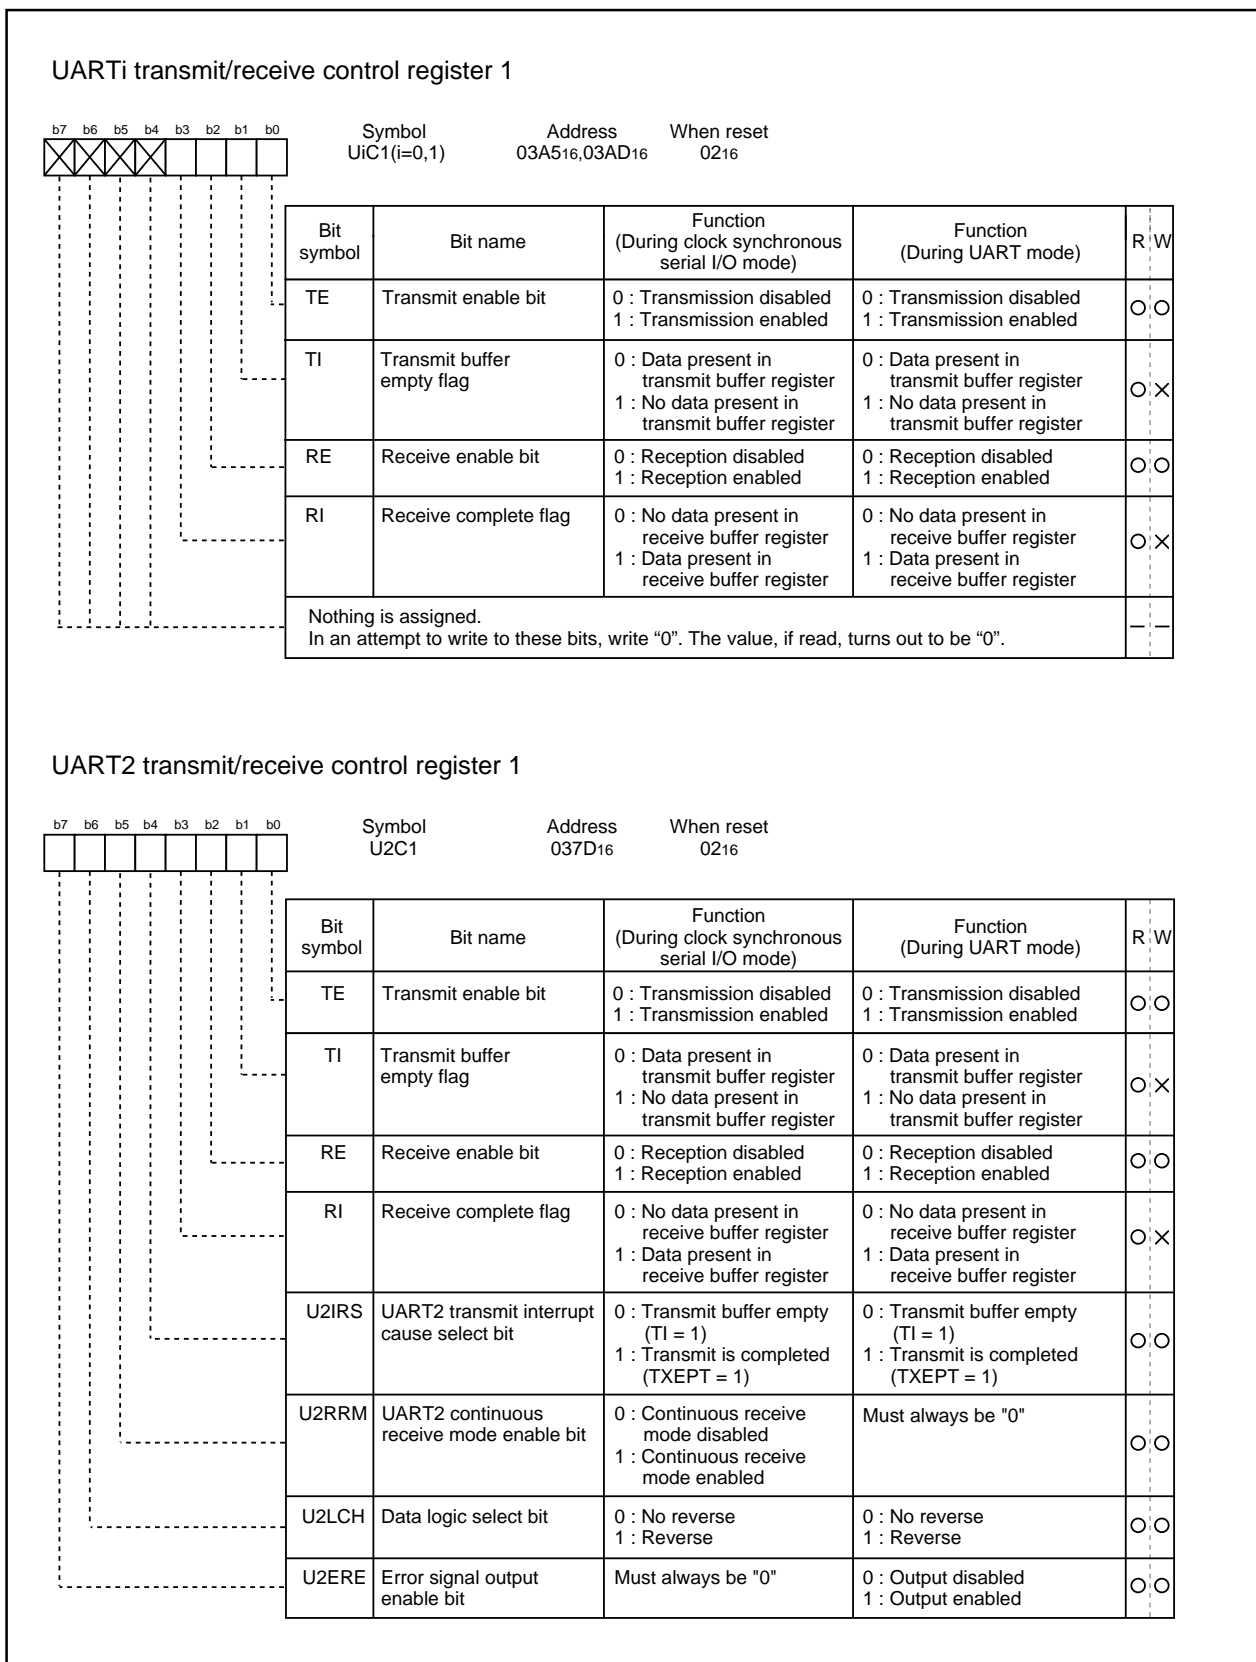 UARTi transmit/receive control register 1
b7 b6 b5 b4 b3 b2 b1 b0
Symbol Address When reset
UiC1(i=0,1) 03A516,03AD16 0216
Bit symbol Bit name Function (During clock synchronous serial I/O mode) Function (During UART mode) R W
TE Transmit enable bit 0 : Transmission disabled 0 : Transmission disabled
1 : Transmission enabled 1 : Transmission enabled
TI Transmit buffer 0 : Data present in 0 : Data present in
empty flag transmit buffer register transmit buffer register
1 : No data present in 1 : No data present in
transmit buffer register transmit buffer register
RE Receive enable bit 0 : Reception disabled 0 : Reception disabled
1 : Reception enabled 1 : Reception enabled
RI Receive complete flag 0 : No data present in 0 : No data present in
receive buffer register receive buffer register
1 : Data present in 1 : Data present in
receive buffer register receive buffer register
Nothing is assigned.
In an attempt to write to these bits, write “0”. The value, if read, turns out to be “0”.
UART2 transmit/receive control register 1
b7 b6 b5 b4 b3 b2 b1 b0
Symbol Address When reset
U2C1 037D16 0216
Bit symbol Bit name Function (During clock synchronous serial I/O mode) Function (During UART mode) R W
TE Transmit enable bit 0 : Transmission disabled 0 : Transmission disabled
1 : Transmission enabled 1 : Transmission enabled
TI Transmit buffer 0 : Data present in 0 : Data present in
empty flag transmit buffer register transmit buffer register
1 : No data present in 1 : No data present in
transmit buffer register transmit buffer register
RE Receive enable bit 0 : Reception disabled 0 : Reception disabled
1 : Reception enabled 1 : Reception enabled
RI Receive complete flag 0 : No data present in 0 : No data present in
receive buffer register receive buffer register
1 : Data present in 1 : Data present in
receive buffer register receive buffer register
U2IRS UART2 transmit interrupt 0 : Transmit buffer empty 0 : Transmit buffer empty
cause select bit (TI = 1) (TI = 1)
1 : Transmit is completed 1 : Transmit is completed
(TXEPT = 1) (TXEPT = 1)
U2RRM UART2 continuous 0 : Continuous receive Must always be "0"
receive mode enable bit mode disabled
1 : Continuous receive
mode enabled
U2LCH Data logic select bit 0 : No reverse 0 : No reverse
1 : Reverse 1 : Reverse
U2ERE Error signal output Must always be "0" 0 : Output disabled
enable bit 1 : Output enabled